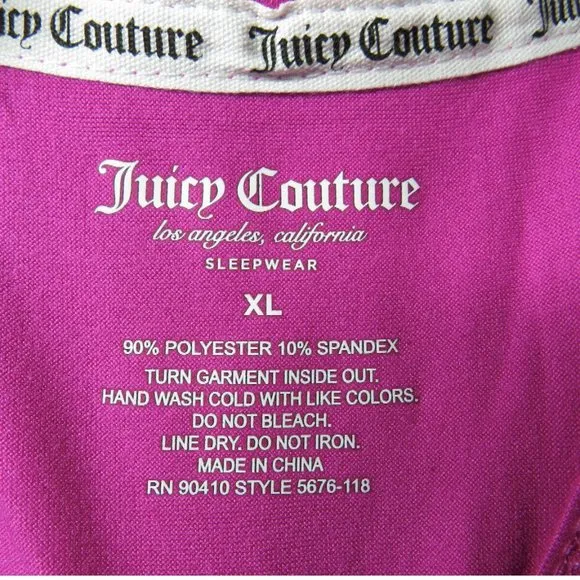 Juicy Couture Juicy Couture
Juicy Couture
los angeles, california
SLEEPWEAR
XL
90% POLYESTER 10% SPANDEX
TURN GARMENT INSIDE OUT.
HAND WASH COLD WITH LIKE COLORS.
DO NOT BLEACH.
LINE DRY. DO NOT IRON.
MADE IN CHINA
RN 90410 STYLE 5676-118